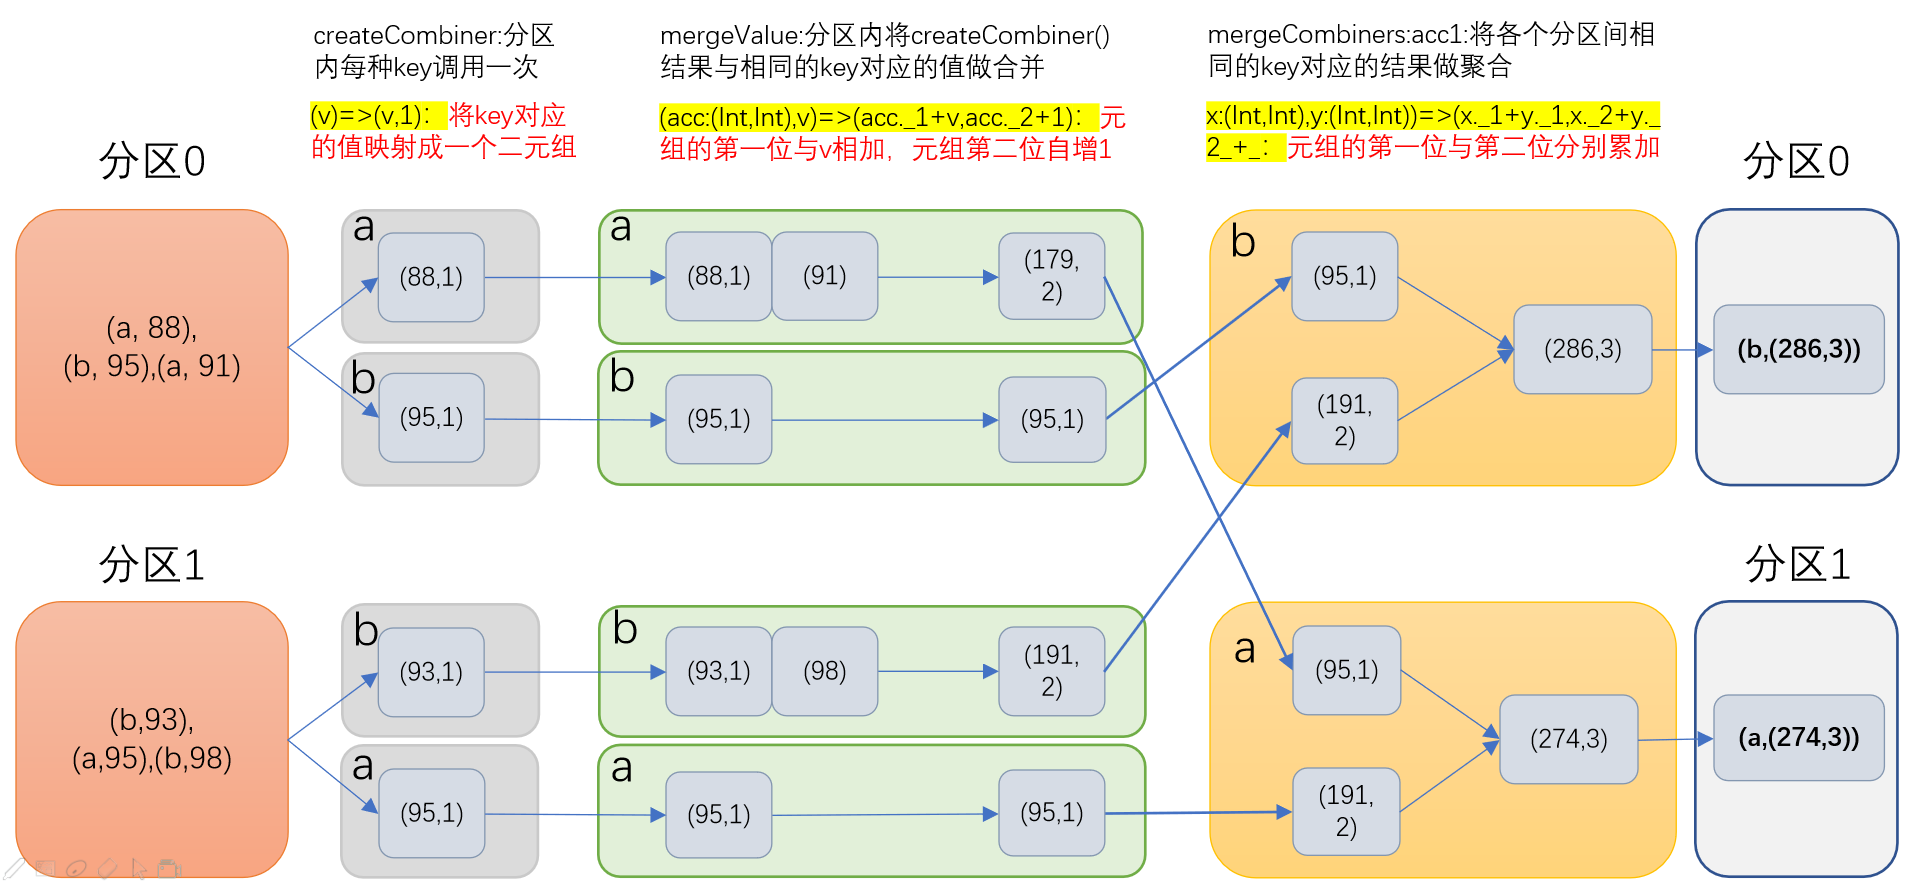 createCombiner:分区
内每种key调用一次
(v)=>(v,1)：将key对应
的值映射成一个二元组
mergeValue:分区内将createCombiner()
结果与相同的key对应的值做合并
(acc:(Int,Int),v)=>(acc._1+v,acc._2+1)：元
组的第一位与v相加，元组第二位自增1
mergeCombiners:acc1:将各个分区间相
同的key对应的结果做聚合
x:(Int,Int),y:(Int,Int))=>(x._1+y._1,x._2+y._
2_+_：元组的第一位与第二位分别累加
分区0
分区0
(a, 88),
(b, 95),(a, 91)
a
(88,1)
b
(95,1)
a
(88,1)
(91)
(179,
2)
b
(95,1)
(95,1)
b
(95,1)
(191,
2)
(286,3)
(b,(286,3))
分区1
分区1
(b,93),
(a,95),(b,98)
b
(93,1)
a
(95,1)
b
(93,1)
(98)
(191,
2)
a
(95,1)
(95,1)
a
(95,1)
(191,
2)
(274,3)
(a,(274,3))